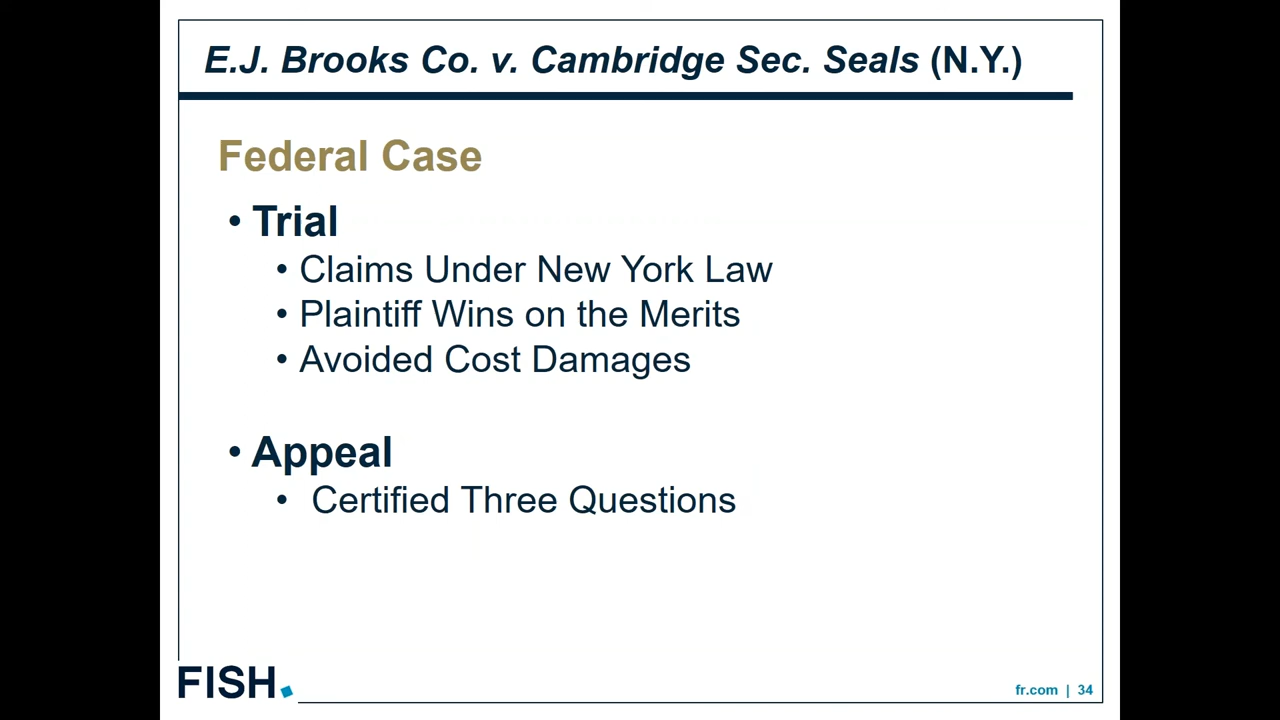 E.J. Brooks Co. v. Cambridge Sec. Seals (N.Y.)
Federal Case
• Trial
• Claims Under New York Law
• Plaintiff Wins on the Merits
• Avoided Cost Damages
• Appeal
• Certified Three Questions
FISH.
fr.com | 34